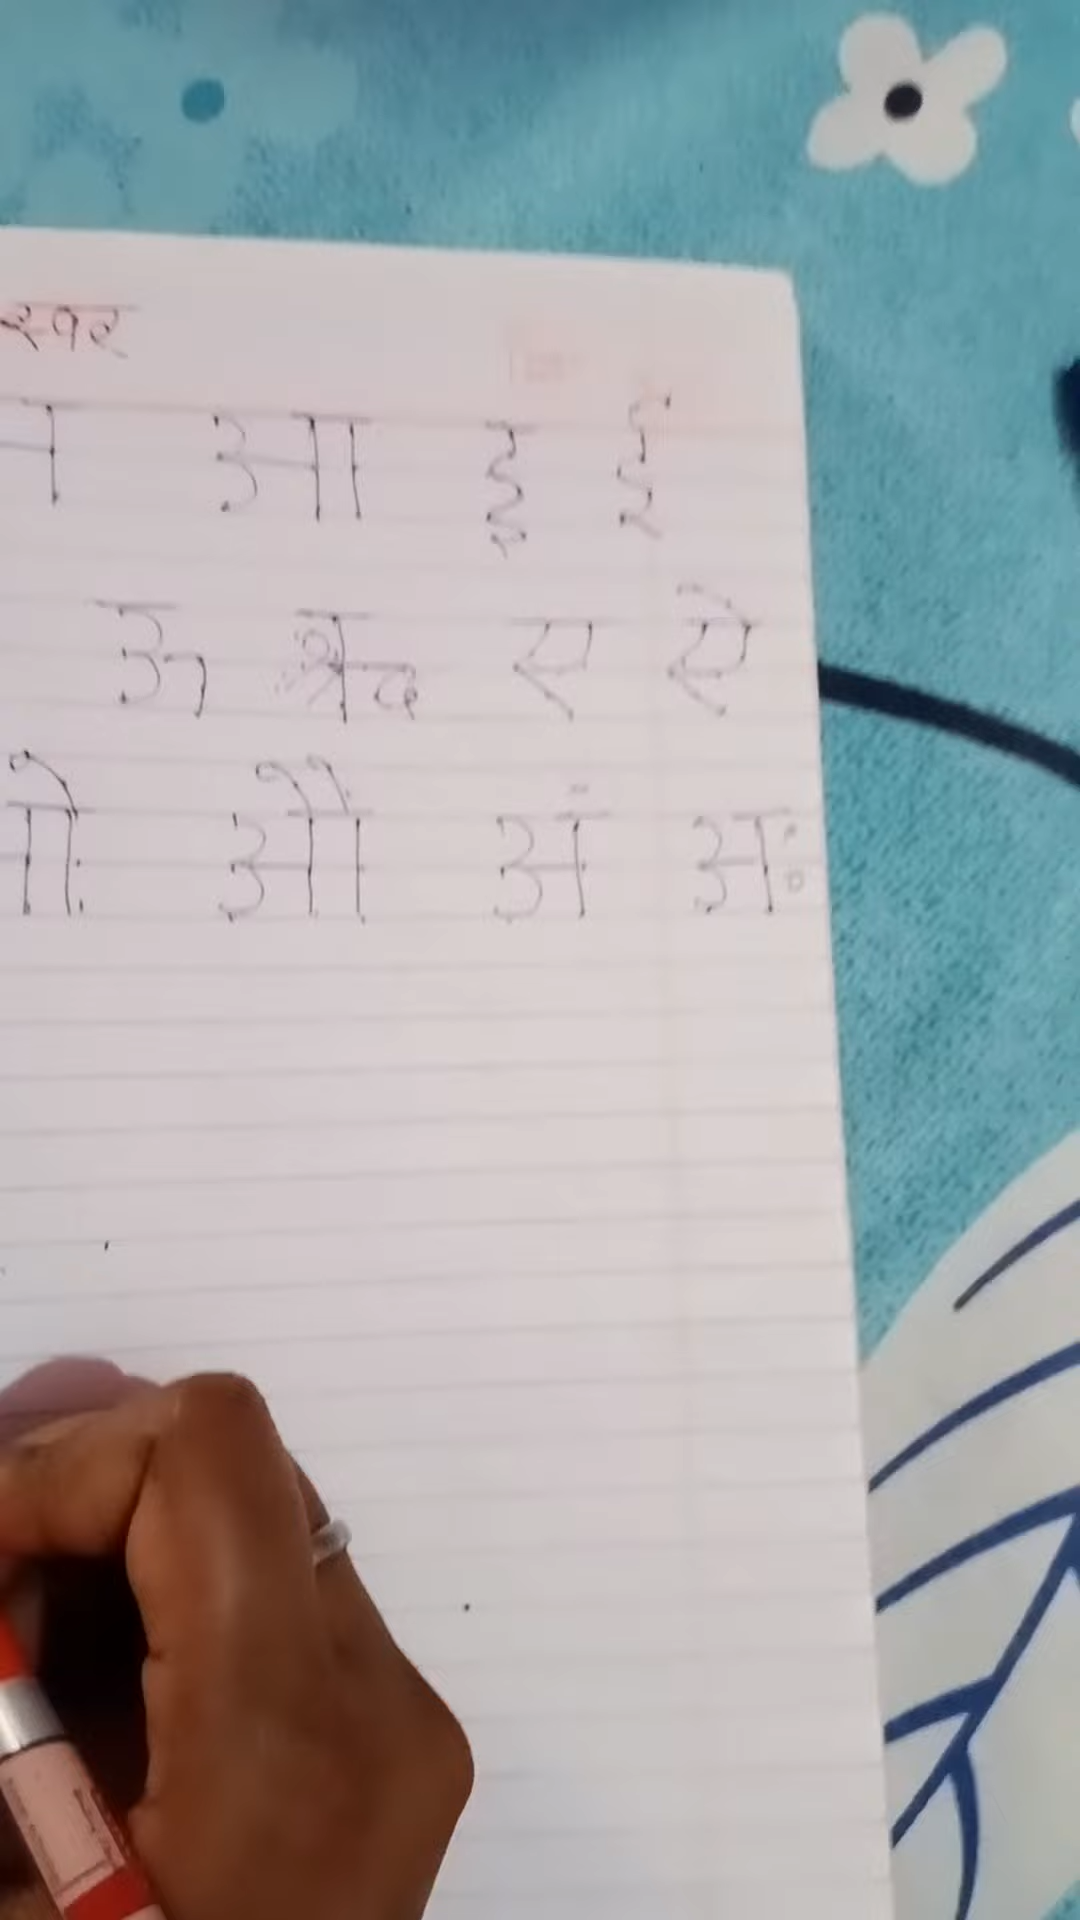 स्वर
अ आ इ ई
ऊ ऋ ए ऐ
ओ औ अं अः